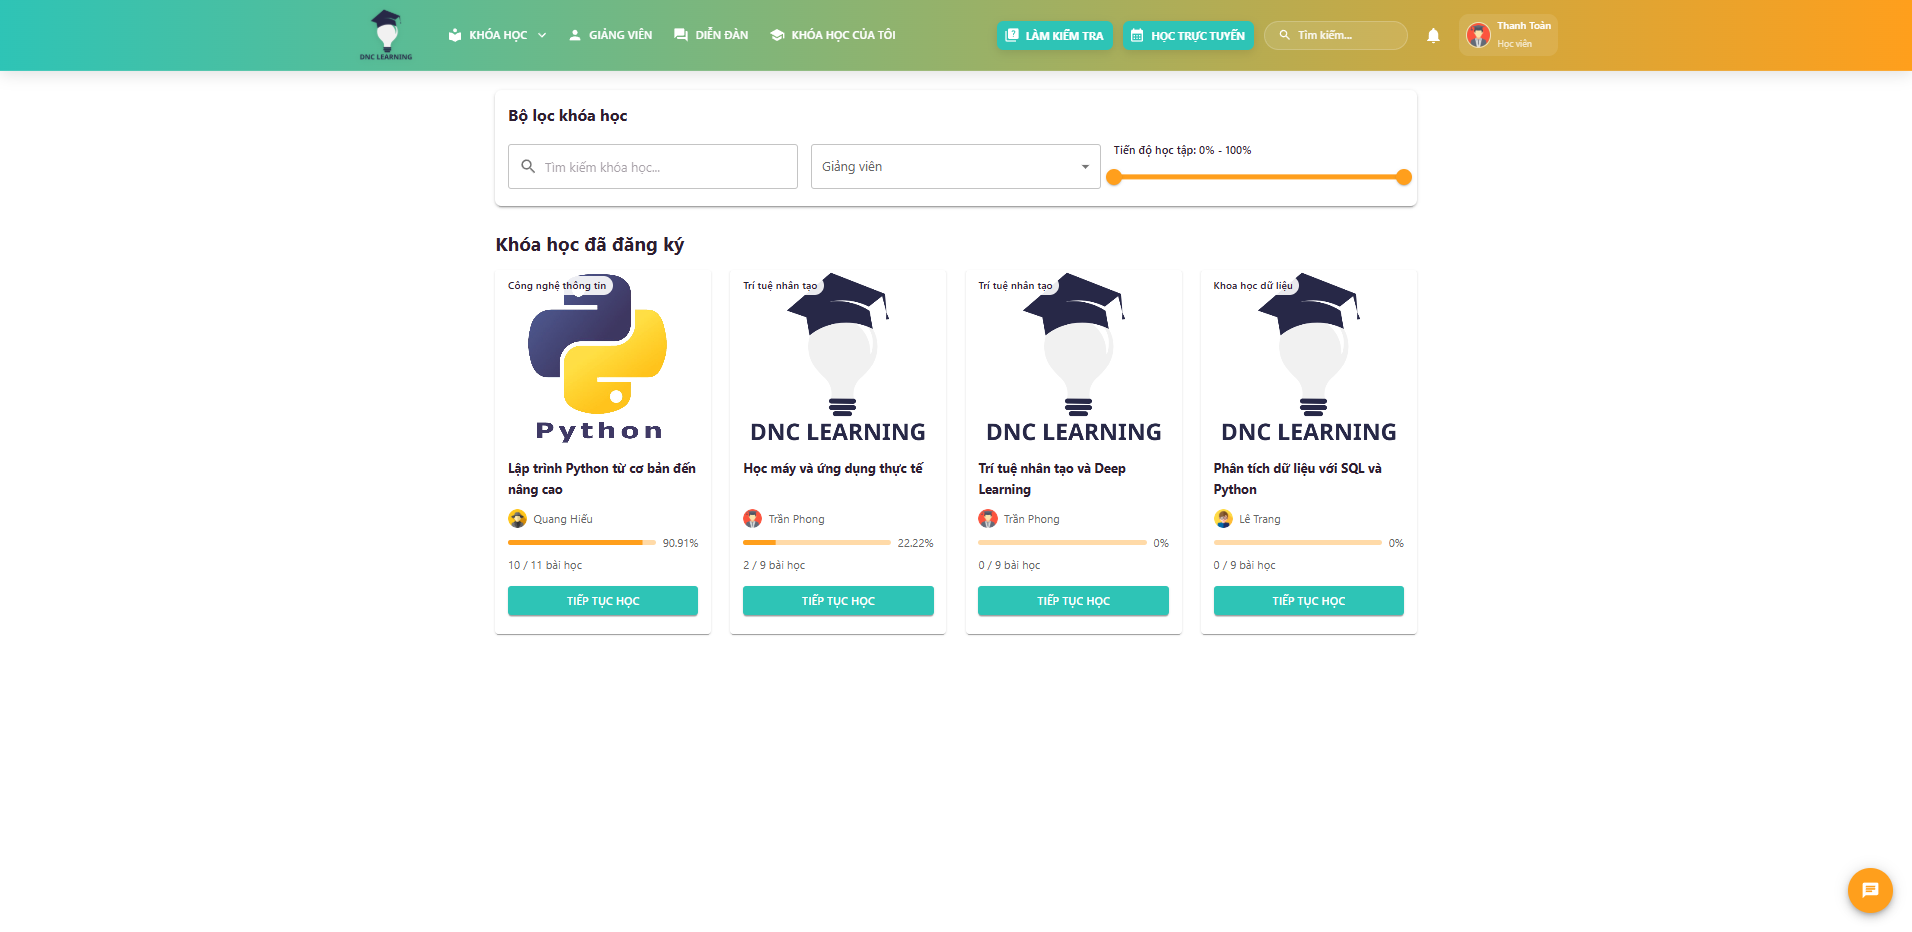 DNC LEARNING
KHÓA HỌC
GIẢNG VIÊN
DIỄN ĐÀN
KHÓA HỌC CỦA TÔI
LÀM KIỂM TRA
HỌC TRỰC TUYẾN
Tìm kiếm...
Thanh Toản
Học viên
Bộ lọc khóa học
Tìm kiếm khóa học...
Giảng viên
Tiến độ học tập: 0% - 100%
Khóa học đã đăng ký
Công nghệ thông tin
Python
Lập trình Python từ cơ bản đến
nâng cao
Quang Hiếu
90.91%
10 / 11 bài học
TIẾP TỤC HỌC
Trí tuệ nhân tạo
DNC LEARNING
Học máy và ứng dụng thực tế
Trần Phong
22.22%
2 / 9 bài học
TIẾP TỤC HỌC
Trí tuệ nhân tạo
DNC LEARNING
Trí tuệ nhân tạo và Deep
Learning
Trần Phong
0%
0 / 9 bài học
TIẾP TỤC HỌC
Khoa học dữ liệu
DNC LEARNING
Phân tích dữ liệu với SQL và
Python
Lê Trang
0%
0 / 9 bài học
TIẾP TỤC HỌC